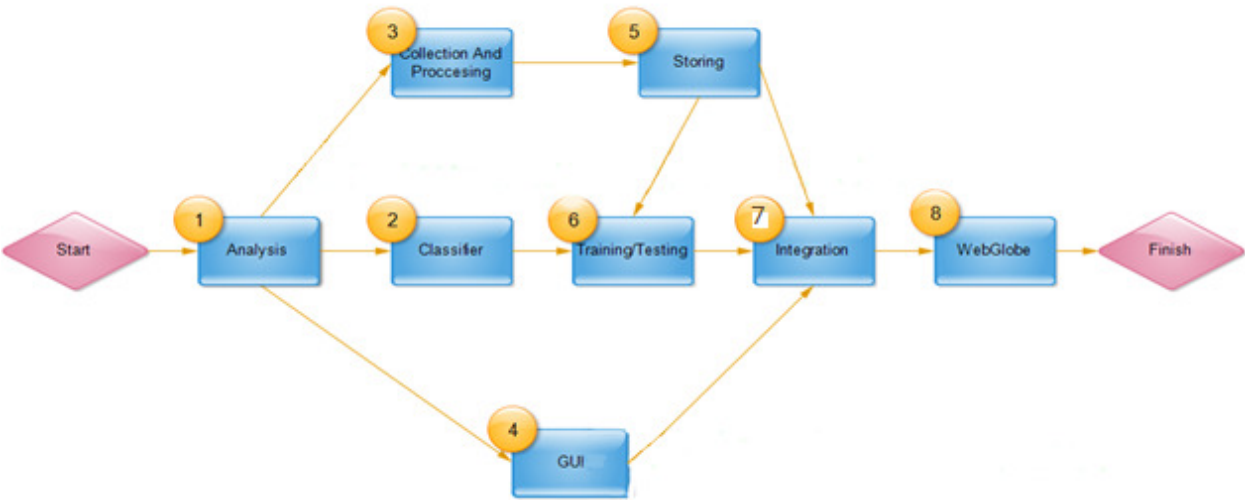 3
Collection And
Proccesing
5
Storing
Start
1
Analysis
2
Classifier
6
Training/Testing
7
Integration
8
WebGlobe
Finish
4
GUI